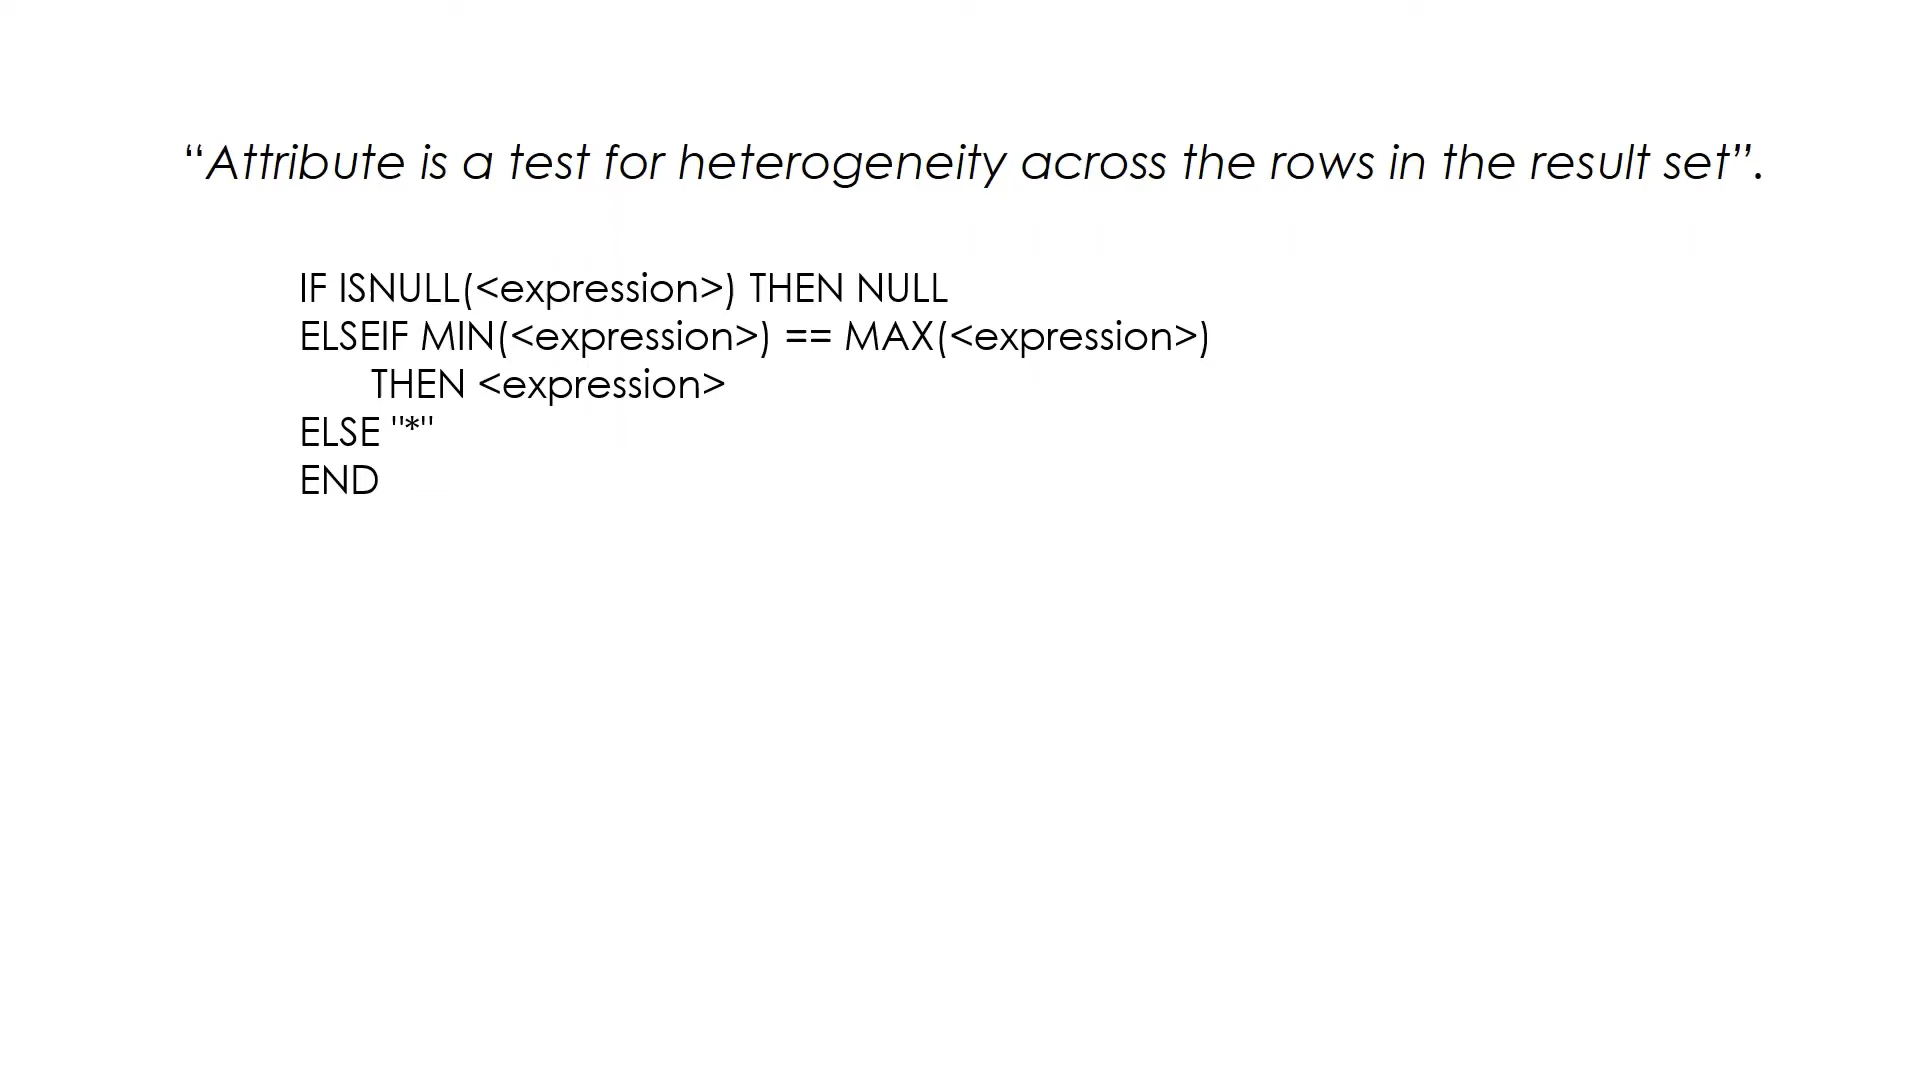 “Attribute is a test for heterogeneity across the rows in the result set”.
IF ISNULL(<expression>) THEN NULL
ELSEIF MIN(<expression>) == MAX(<expression>)
THEN <expression>
ELSE "*"
END